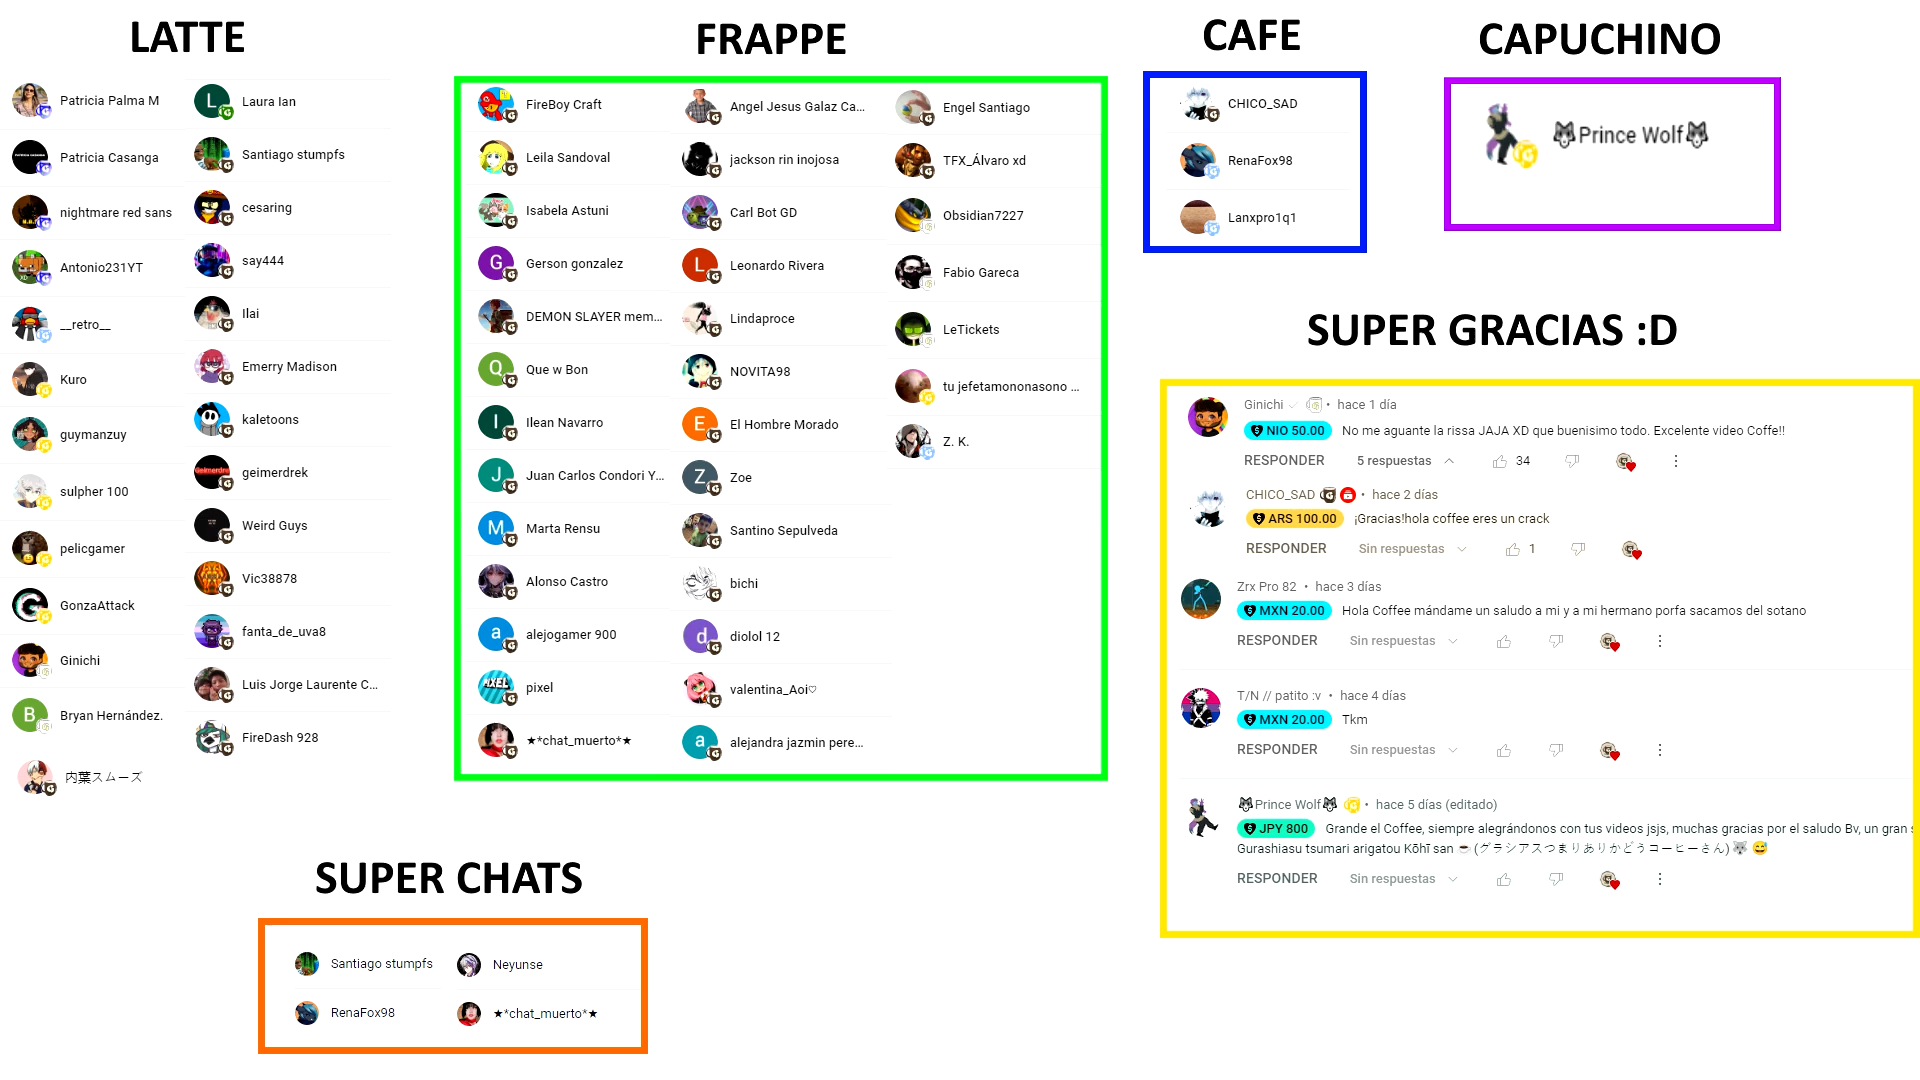 LATTE
Patricia Palma M
Patricia Casanga
nightmare red sans
Antonio231YT
__retro__
Kuro
guymanzuy
sulpher 100
pelicgamer
GonzaAttack
Ginichi
B
Bryan Hernández.
内葉スムーズ
L
Laura Ian
Santiago stumpfs
cesaring
say444
Ilai
Emerry Madison
kaletoons
geimerdrek
Weird Guys
Vic38878
fanta_de_uva8
Luis Jorge Laurente C...
FireDash 928
FRAPPE
FireBoy Craft
Leila Sandoval
Isabela Astuni
G
Gerson gonzalez
DEMON SLAYER mem...
Q
Que w Bon
I
Ilean Navarro
J
Juan Carlos Condori Y...
M
Marta Rensu
Alonso Castro
a
alejogamer 900
pixel
★*chat_muerto*★
Angel Jesus Galaz Ca...
jackson rin inojosa
Carl Bot GD
L
Leonardo Rivera
Lindaproce
NOVITA98
E
El Hombre Morado
Z
Zoe
Santino Sepulveda
bichi
d
diolol 12
valentina_Aoi♡
a
alejandra jazmin pere...
Engel Santiago
TFX_Álvaro xd
Obsidian7227
Fabio Gareca
LeTickets
tu jefetamononasono ...
Z. K.
CAFE
CHICO_SAD
RenaFox98
Lanxpro1q1
CAPUCHINO
🐺Prince Wolf🐺
SUPER GRACIAS :D
Ginichi • hace 1 día
NIO 50.00 No me aguante la rissa JAJA XD que buenisimo todo. Excelente video Coffe!!
RESPONDER 5 respuestas 34
CHICO_SAD • hace 2 días
ARS 100.00 ¡Gracias!hola coffee eres un crack
RESPONDER Sin respuestas 1
Zrx Pro 82 • hace 3 días
MXN 20.00 Hola Coffee mándame un saludo a mi y a mi hermano porfa sacamos del sotano
RESPONDER Sin respuestas
T/N // patito :v • hace 4 días
MXN 20.00 Tkm
RESPONDER Sin respuestas
🐺Prince Wolf🐺 • hace 5 días (editado)
JPY 800 Grande el Coffee, siempre alegrándonos con tus videos jsjs, muchas gracias por el saludo Bv, un gran s
Gurashiasu tsumari arigatou Kōhī san ☕(グラシアスつまりありかどうコーヒーさん)🐺 😅
RESPONDER Sin respuestas
SUPER CHATS
Santiago stumpfs
Neyunse
RenaFox98
★*chat_muerto*★